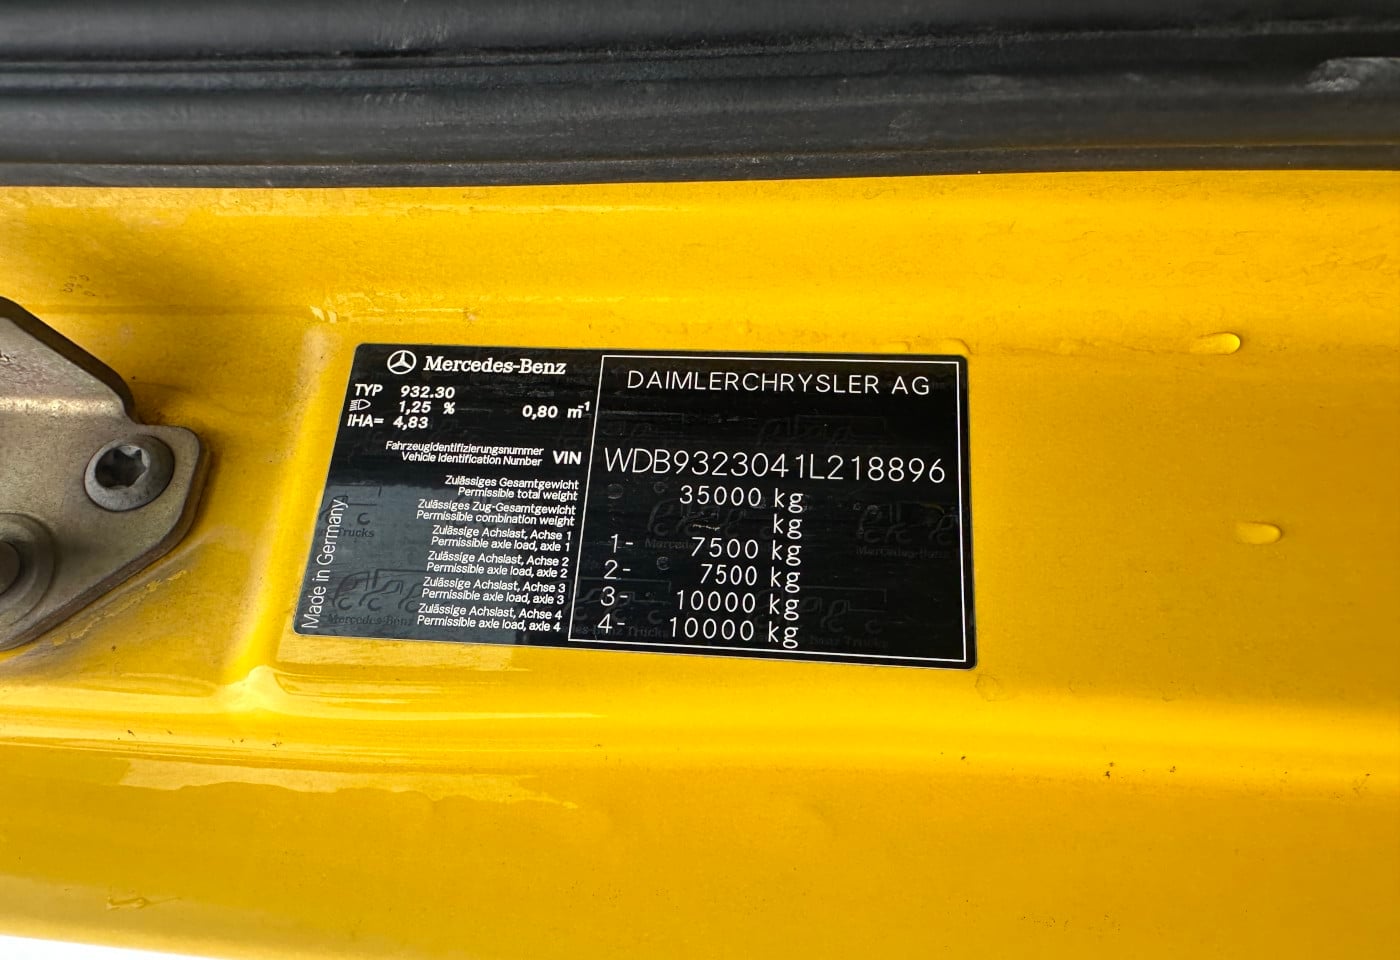 Mercedes-Benz
TYP 932.30
1,25 % 0,80 m⁻¹
IHA= 4,83
DAIMLERCHRYSLER AG
Fahrzeugidentifizierungsnummer
Vehicle Identification Number VIN WDB9323041L218896
Zulässiges Gesamtgewicht
Permissible total weight 35000 kg
Zulässiges Zug-Gesamtgewicht
Permissible combination weight kg
Zulässige Achslast, Achse 1
Permissible axle load, axle 1 1- 7500 kg
Zulässige Achslast, Achse 2
Permissible axle load, axle 2 2- 7500 kg
Zulässige Achslast, Achse 3
Permissible axle load, axle 3 3- 10000 kg
Zulässige Achslast, Achse 4
Permissible axle load, axle 4 4- 10000 kg
Made in Germany